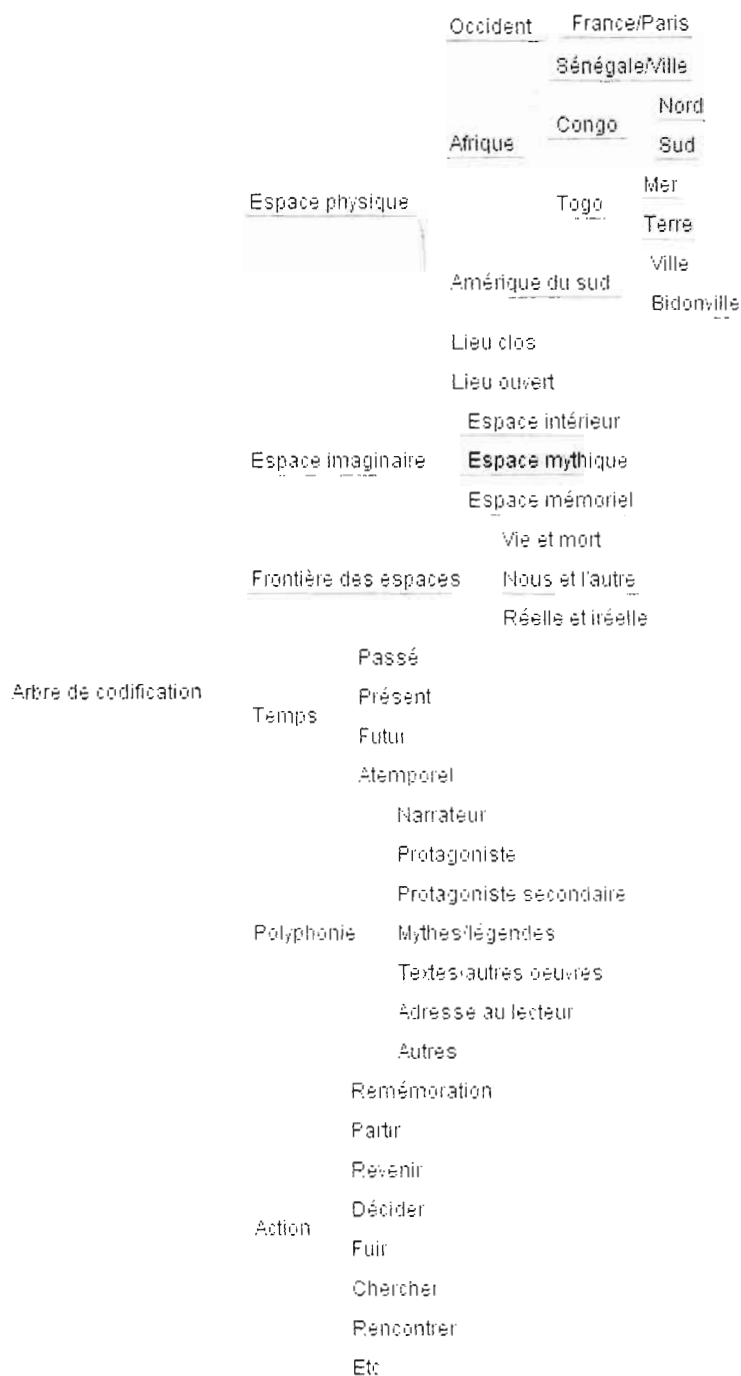 Occident France/Paris
Sénégale/Ville
Nord
Congo
Afrique Sud
Mer
Espace physique Togo
Terre
Ville
Amérique du sud
Bidonville
Lieu clos
Lieu ouvert
Espace intérieur
Espace imaginaire Espace mythique
Espace mémoriel
Vie et mort
Frontière des espaces Nous et l'autre
Réelle et iréelle
Passé
Arbre de codification Présent
Temps
Futur
Atemporel
Narrateur
Protagoniste
Protagoniste secondaire
Polyphonie Mythes/légendes
Textes/autres oeuvres
Adresse au lecteur
Autres
Remémoration
Partir
Revenir
Décider
Action
Fuir
Chercher
Rencontrer
Etc